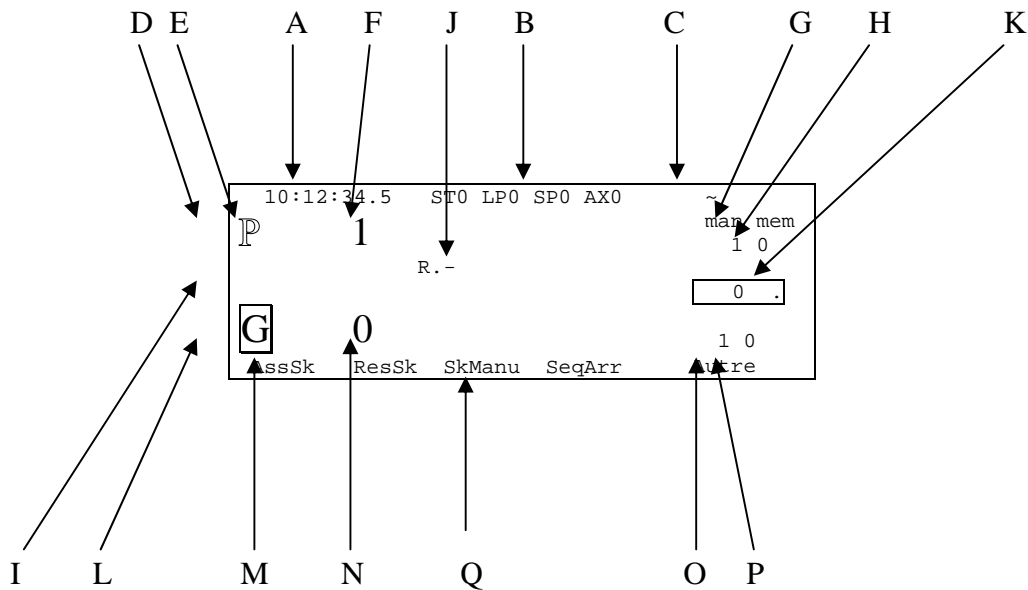 D E A F J B C G H K
10:12:34.5 ST0 LP0 SP0 AX0 ~
man mem
ℙ 1
1 0
R.-
0 .
G 0
1 0
AssSk ResSk SkManu SeqArr Autre
I L M N Q O P